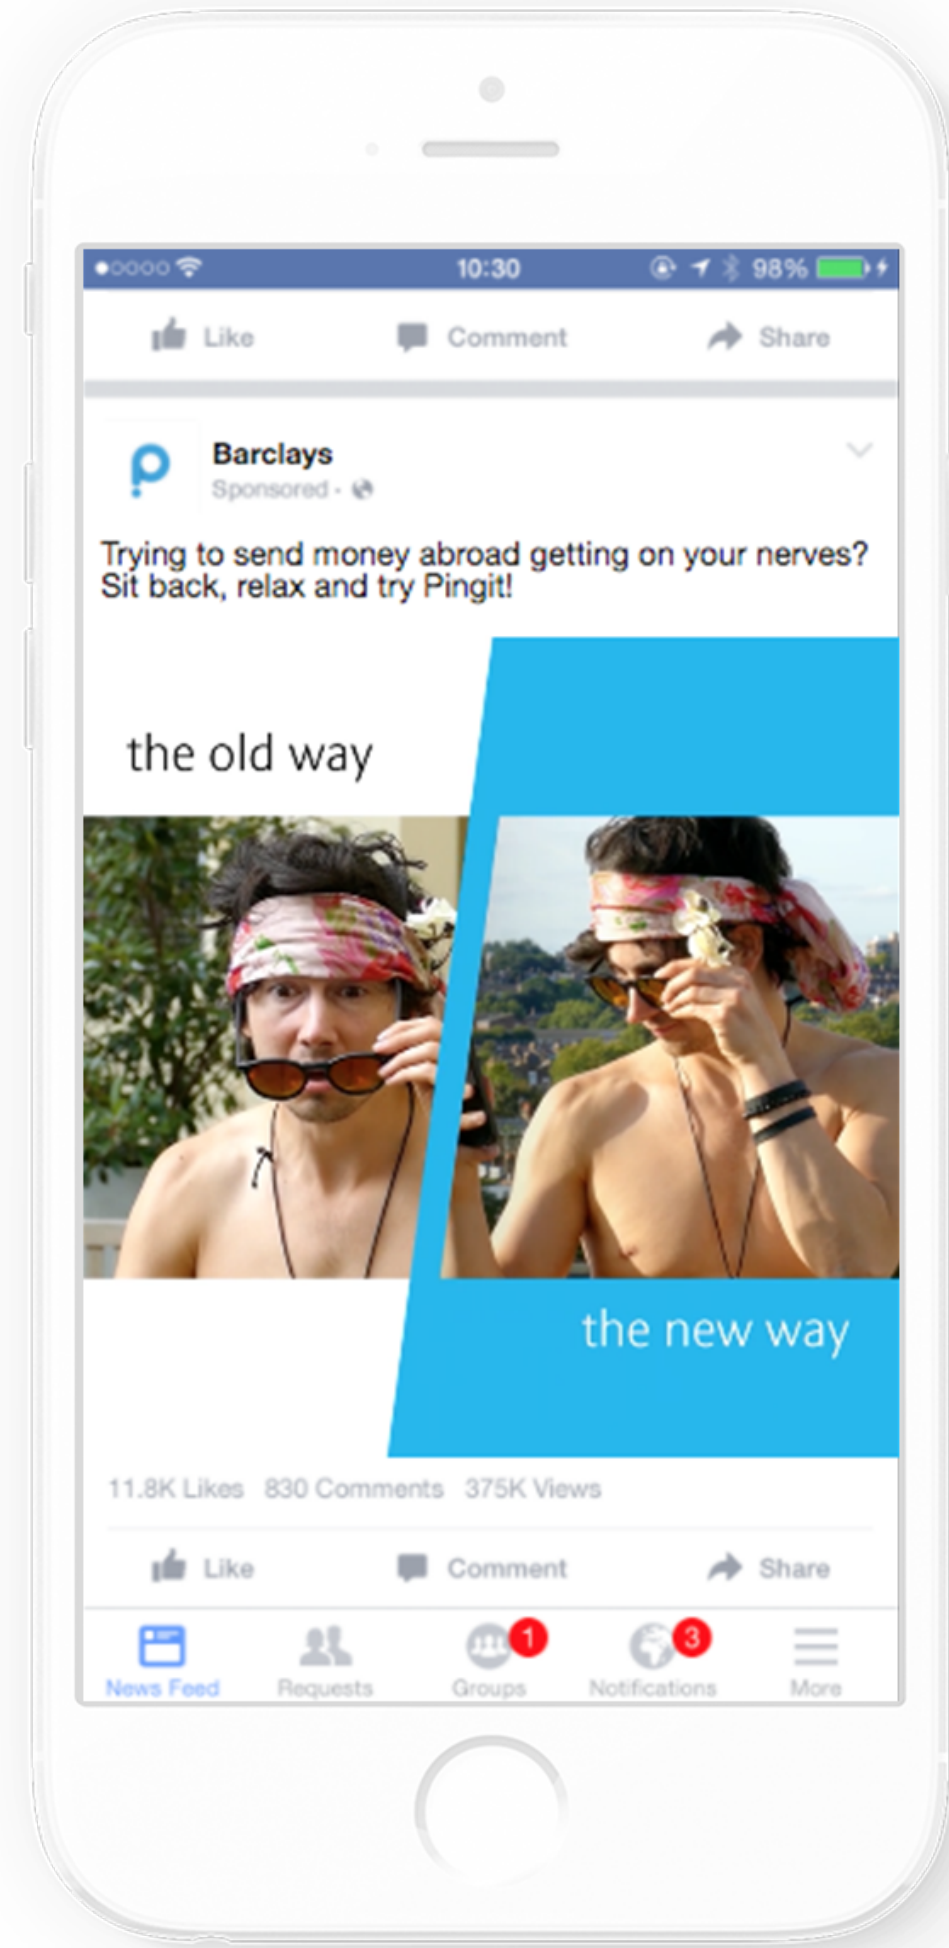 10:30 98%
Like Comment Share
Barclays
Sponsored ·
Trying to send money abroad getting on your nerves?
Sit back, relax and try Pingit!
the old way
the new way
11.8K Likes 830 Comments 375K Views
Like Comment Share
1 3
News Feed Requests Groups Notifications More